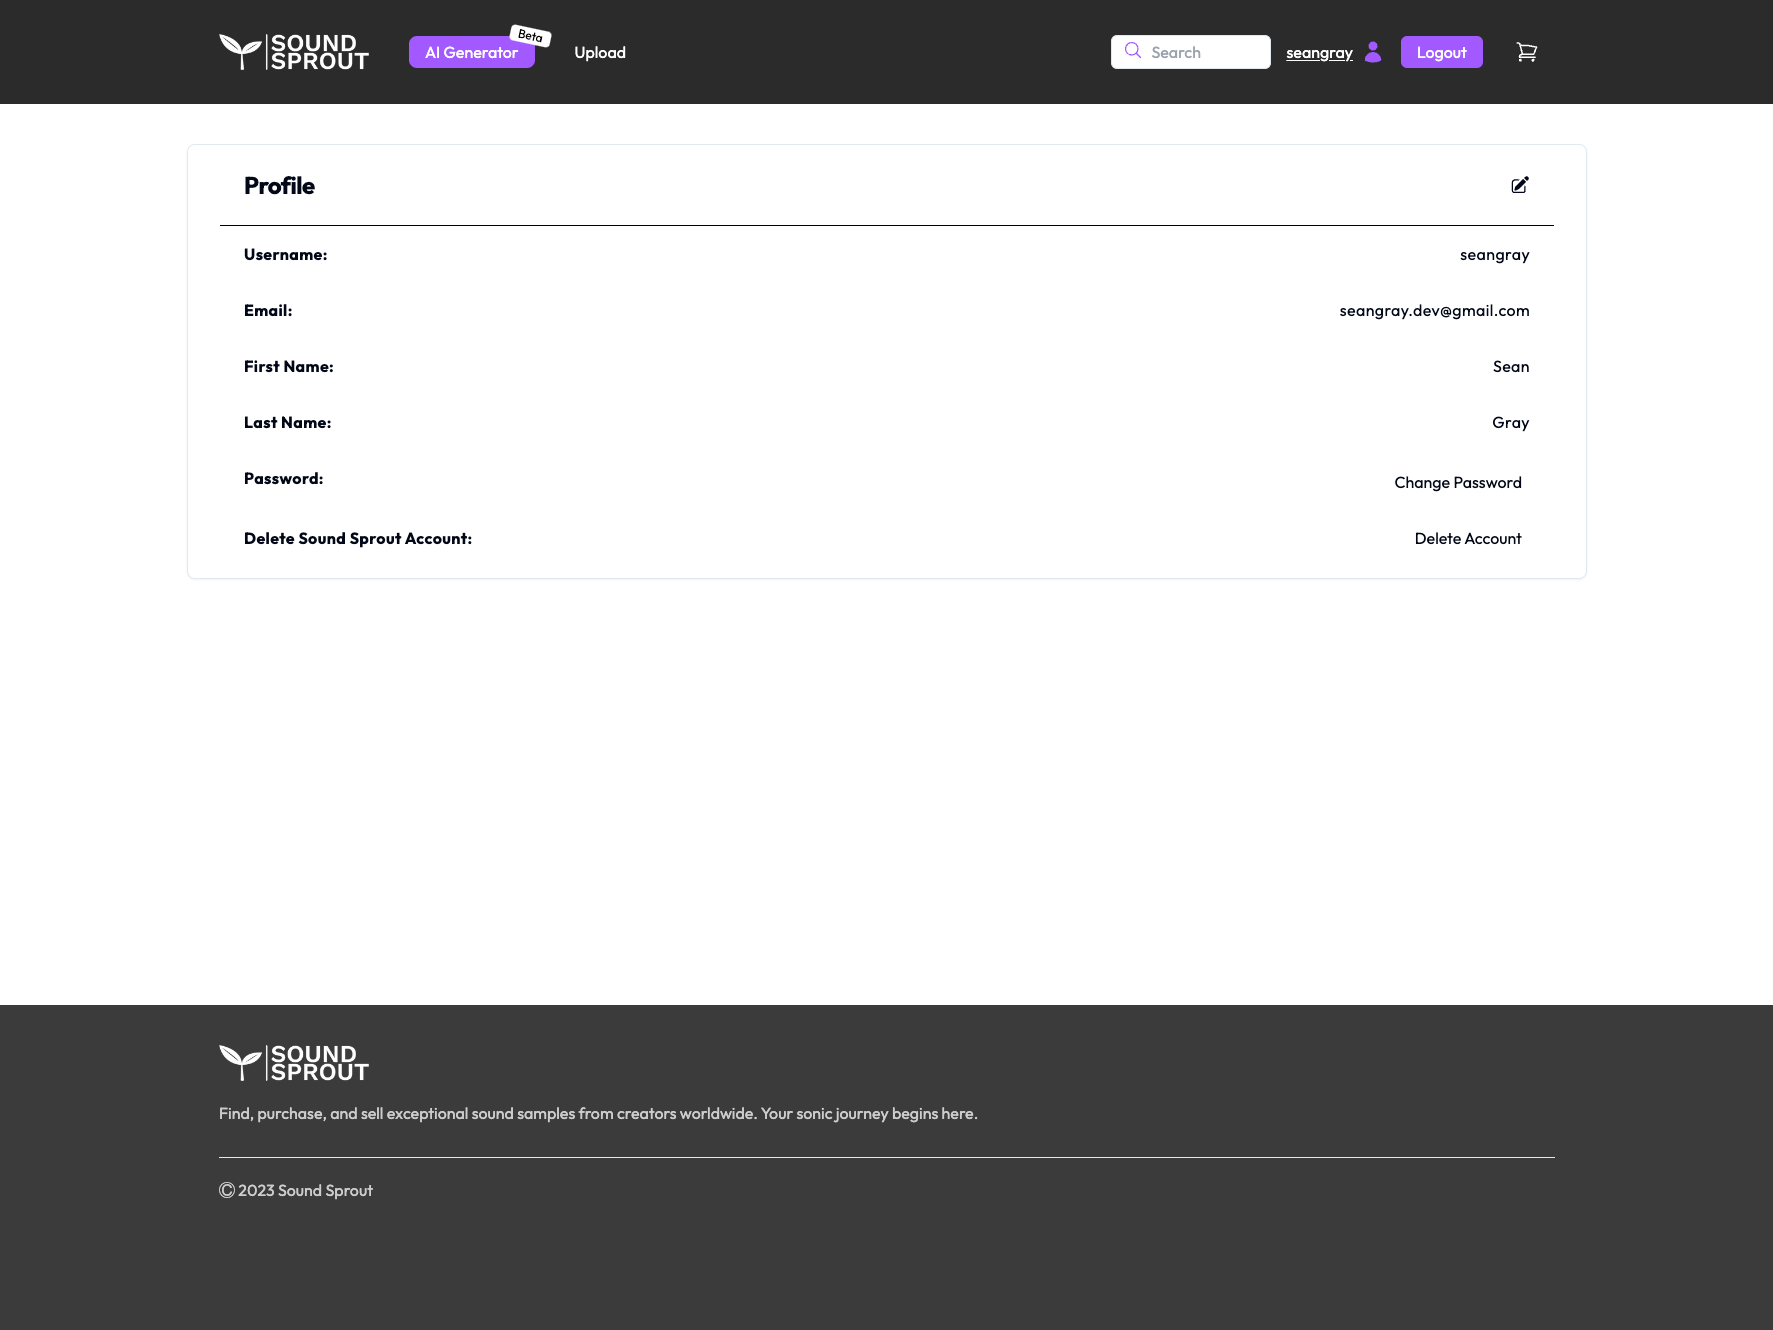 SOUND
SPROUT
AI Generator
Beta
Upload
Search
seangray
Logout
Profile
Username:
seangray
Email:
seangray.dev@gmail.com
First Name:
Sean
Last Name:
Gray
Password:
Change Password
Delete Sound Sprout Account:
Delete Account
SOUND
SPROUT
Find, purchase, and sell exceptional sound samples from creators worldwide. Your sonic journey begins here.
© 2023 Sound Sprout